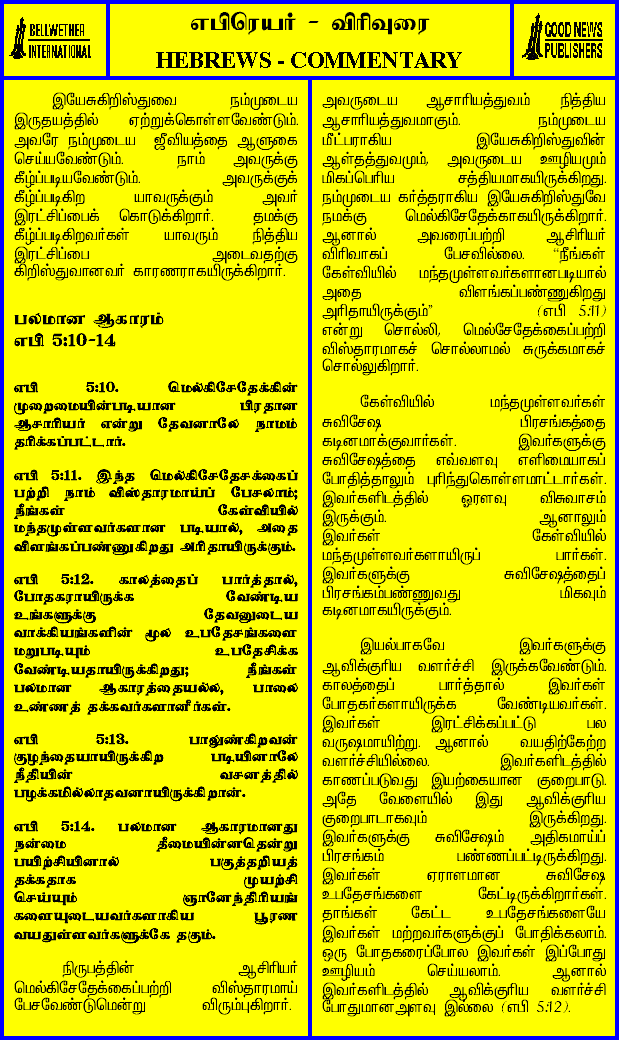 BELLWETHER
INTERNATIONAL
எபிரெயர் - விரிவுரை
HEBREWS - COMMENTARY
GOOD NEWS
PUBLISHERS
இயேசுகிறிஸ்துவை நம்முடைய
இருதயத்தில் ஏற்றுக்கொள்ளவேண்டும்.
அவரே நம்முடைய ஜீவியத்தை ஆளுகை
செய்யவேண்டும். நாம் அவருக்கு
கீழ்ப்படியவேண்டும். அவருக்குக்
கீழ்ப்படிகிற யாவருக்கும் அவர்
இரட்சிப்பைக் கொடுக்கிறார். தமக்கு
கீழ்ப்படிகிறவர்கள் யாவரும் நித்திய
இரட்சிப்பை அடைவதற்கு
கிறிஸ்துவானவர் காரணராகயிருக்கிறார்.
பலமான ஆகாரம்
எபி 5:10-14
எபி 5:10. மெல்கிசேதேக்கின்
முறைமையின்படியான பிரதான
ஆசாரியர் என்று தேவனாலே நாமம்
தரிக்கப்பட்டார்.
எபி 5:11. இந்த மெல்கிசேதேசக்கைப்
பற்றி நாம் விஸ்தாரமாய்ப் பேசலாம்;
நீங்கள் கேள்வியில்
மந்தமுள்ளவர்களான படியால், அதை
விளங்கப்பண்ணுகிறது அரிதாயிருக்கும்.
எபி 5:12. காலத்தைப் பார்த்தால்,
போதகராயிருக்க வேண்டிய
உங்களுக்கு தேவனுடைய
வாக்கியங்களின் மூல உபதேசங்களை
மறுபடியும் உபதேசிக்க
வேண்டியதாயிருக்கிறது; நீங்கள்
பலமான ஆகாரத்தையல்ல, பாலை
உண்ணத் தக்கவர்களானீர்கள்.
எபி 5:13. பாலுண்கிறவன்
குழந்தையாயிருக்கிற படியினாலே
நீதியின் வசனத்தில்
பழக்கமில்லாதவனாயிருக்கிறான்.
எபி 5:14. பலமான ஆகாரமானது
நன்மை தீமையின்னதென்று
பயிற்சியினால் பகுத்தறியத்
தக்கதாக முயற்சி
செய்யும் ஞானேந்திரியங்
களையுடையவர்களாகிய பூரண
வயதுள்ளவர்களுக்கே தகும்.
நிருபத்தின் ஆசிரியர்
மெல்கிசேதேக்கைப்பற்றி விஸ்தாரமாய்
பேசவேண்டுமென்று விரும்புகிறார்.
அவருடைய ஆசாரியத்துவம் நித்திய
ஆசாரியத்துவமாகும். நம்முடைய
மீட்பராகிய இயேசுகிறிஸ்துவின்
ஆள்தத்துவமும், அவருடைய ஊழியமும்
மிகப்பெரிய சத்தியமாகயிருக்கிறது.
நம்முடைய கர்த்தராகிய இயேசுகிறிஸ்துவே
நமக்கு மெல்கிசேதேக்காகயிருக்கிறார்.
ஆனால் அவரைப்பற்றி ஆசிரியர்
விரிவாகப் பேசவில்லை. "நீங்கள்
கேள்வியில் மந்தமுள்ளவர்களானபடியால்
அதை விளங்கப்பண்ணுகிறது
அரிதாயிருக்கும்" (எபி 5:11)
என்று சொல்லி, மெல்சேதேக்கைப்பற்றி
விஸ்தாரமாகச் சொல்லாமல் சுருக்கமாகச்
சொல்லுகிறார்.
கேள்வியில் மந்தமுள்ளவர்கள்
சுவிசேஷ பிரசங்கத்தை
கடினமாக்குவார்கள். இவர்களுக்கு
சுவிசேஷத்தை எவ்வளவு எளிமையாகப்
போதித்தாலும் புரிந்துகொள்ளமாட்டார்கள்.
இவர்களிடத்தில் ஓரளவு விசுவாசம்
இருக்கும். ஆனாலும்
இவர்கள் கேள்வியில்
மந்தமுள்ளவர்களாயிருப் பார்கள்.
இவர்களுக்கு சுவிசேஷத்தைப்
பிரசங்கம்பண்ணுவது மிகவும்
கடினமாகயிருக்கும்.
இயல்பாகவே இவர்களுக்கு
ஆவிக்குரிய வளர்ச்சி இருக்கவேண்டும்.
காலத்தைப் பார்த்தால் இவர்கள்
போதகர்களாயிருக்க வேண்டியவர்கள்.
இவர்கள் இரட்சிக்கப்பட்டு பல
வருஷமாயிற்று. ஆனால் வயதிற்கேற்ற
வளர்ச்சியில்லை. இவர்களிடத்தில்
காணப்படுவது இயற்கையான குறைபாடு.
அதே வேளையில் இது ஆவிக்குரிய
குறைபாடாகவும் இருக்கிறது.
இவர்களுக்கு சுவிசேஷம் அதிகமாய்ப்
பிரசங்கம் பண்ணப்பட்டிருக்கிறது.
இவர்கள் ஏராளமான சுவிசேஷ
உபதேசங்களை கேட்டிருக்கிறார்கள்.
தாங்கள் கேட்ட உபதேசங்களையே
இவர்கள் மற்றவர்களுக்குப் போதிக்கலாம்.
ஒரு போதகரைப்போல இவர்கள் இப்போது
ஊழியம் செய்யலாம். ஆனால்
இவர்களிடத்தில் ஆவிக்குரிய வளர்ச்சி
போதுமானஅளவு இல்லை (எபி 5:12).